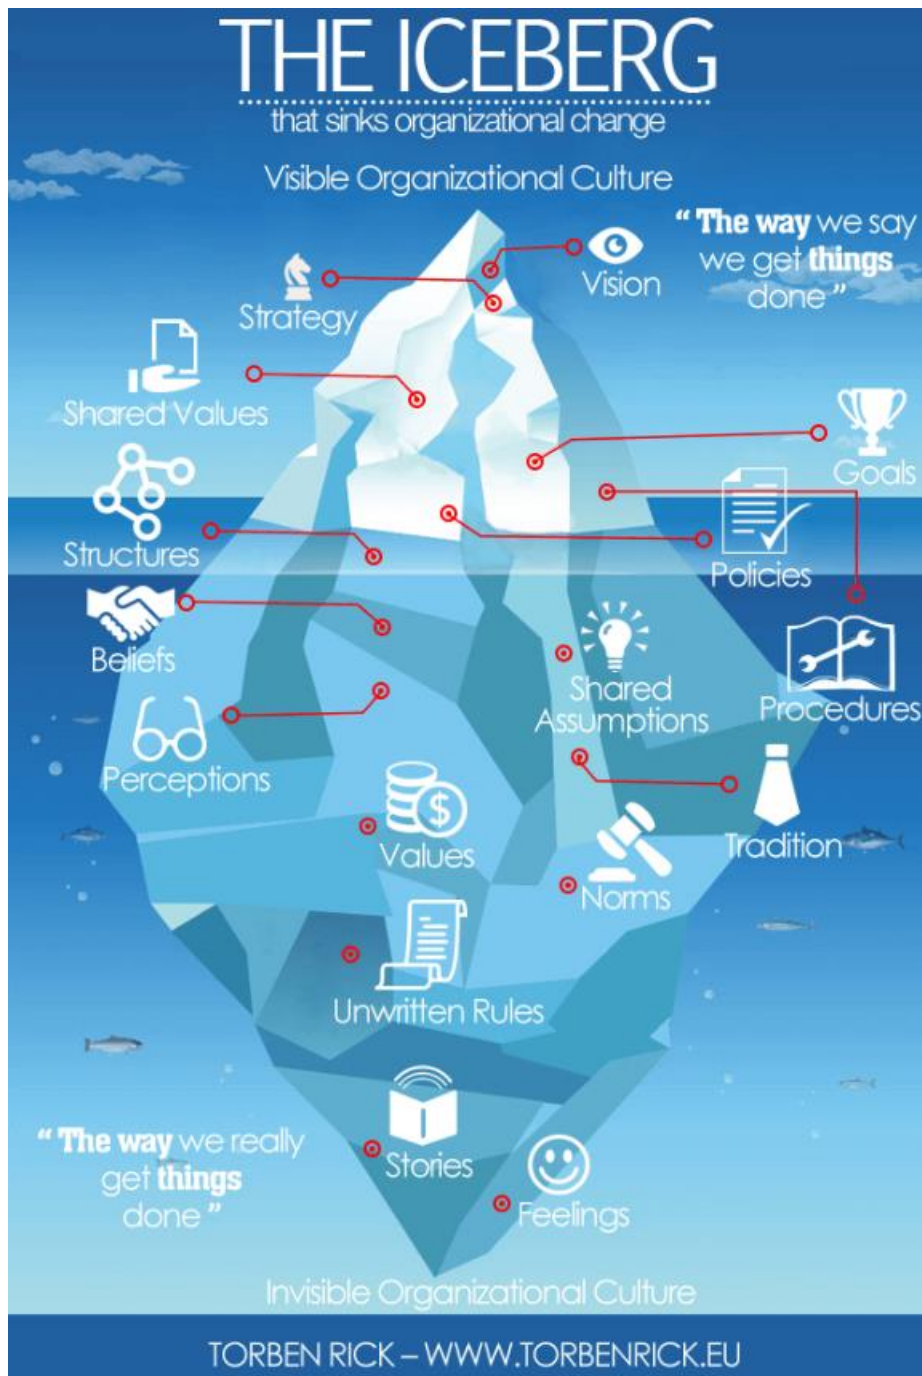 THE ICEBERG
that sinks organizational change
Visible Organizational Culture
“ The way we say
we get things
done ”
Vision
Strategy
Shared Values
Goals
Structures
Policies
Beliefs
Shared
Assumptions
Procedures
Perceptions
Tradition
Values
Norms
Unwritten Rules
“ The way we really
get things
done ”
Stories
Feelings
Invisible Organizational Culture
TORBEN RICK – WWW.TORBENRICK.EU